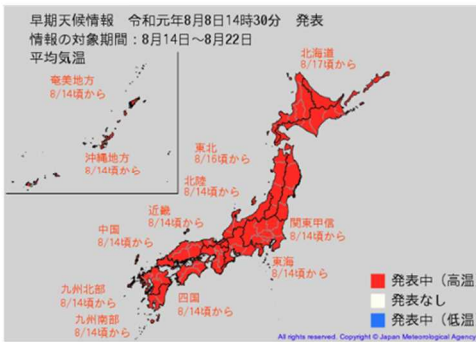 早期天候情報 令和元年8月8日14時30分 発表
情報の対象期間:8月14日～8月22日
平均気温
奄美地方
8/14頃から
沖縄地方
8/14頃から
北海道
8/17頃から
東北
8/16頃から
北陸
8/14頃から
近畿
8/14頃から
中国
8/14頃から
関東甲信
8/14頃から
東海
8/14頃から
九州北部
8/14頃から
四国
8/14頃から
九州南部
8/14頃から
発表中(高温
発表なし
発表中(低温
All rights reserved. Copyright © Japan Meteorological Agency